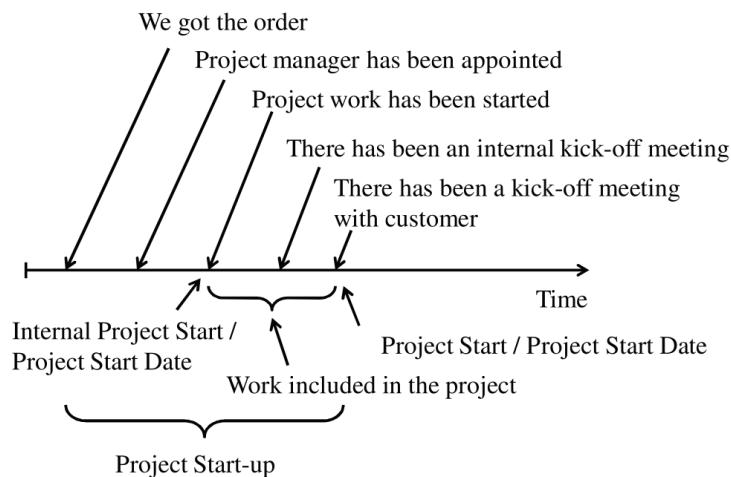 We got the order
Project manager has been appointed
Project work has been started
There has been an internal kick-off meeting
There has been a kick-off meeting
with customer
Time
Internal Project Start /
Project Start Date
Project Start / Project Start Date
Work included in the project
Project Start-up